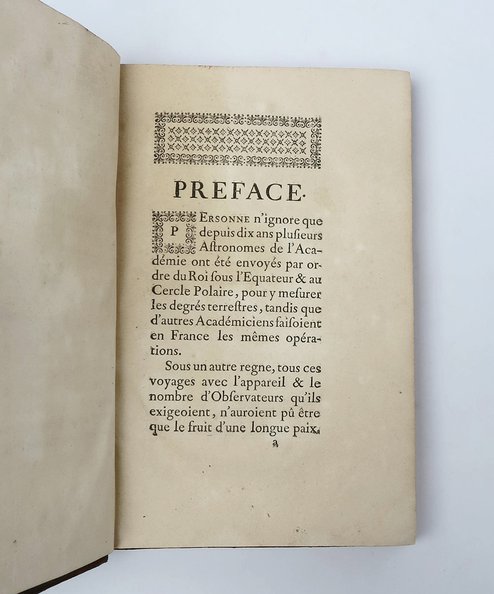 PREFACE.
PERSONNE n'ignore que
depuis dix ans plusieurs
Aſtronomes de l'Aca-
démie ont été envoyés par or-
dre du Roi ſous l'Equateur & au
Cercle Polaire, pour y meſurer
les degrés terreſtres, tandis que
d'autres Académiciens faiſoient
en France les mêmes opéra-
tions.
Sous un autre regne, tous ces
voyages avec l'appareil & le
nombre d'Obſervateurs qu'ils
exigeoient, n'auroient pû être
que le fruit d'une longue paix.
a